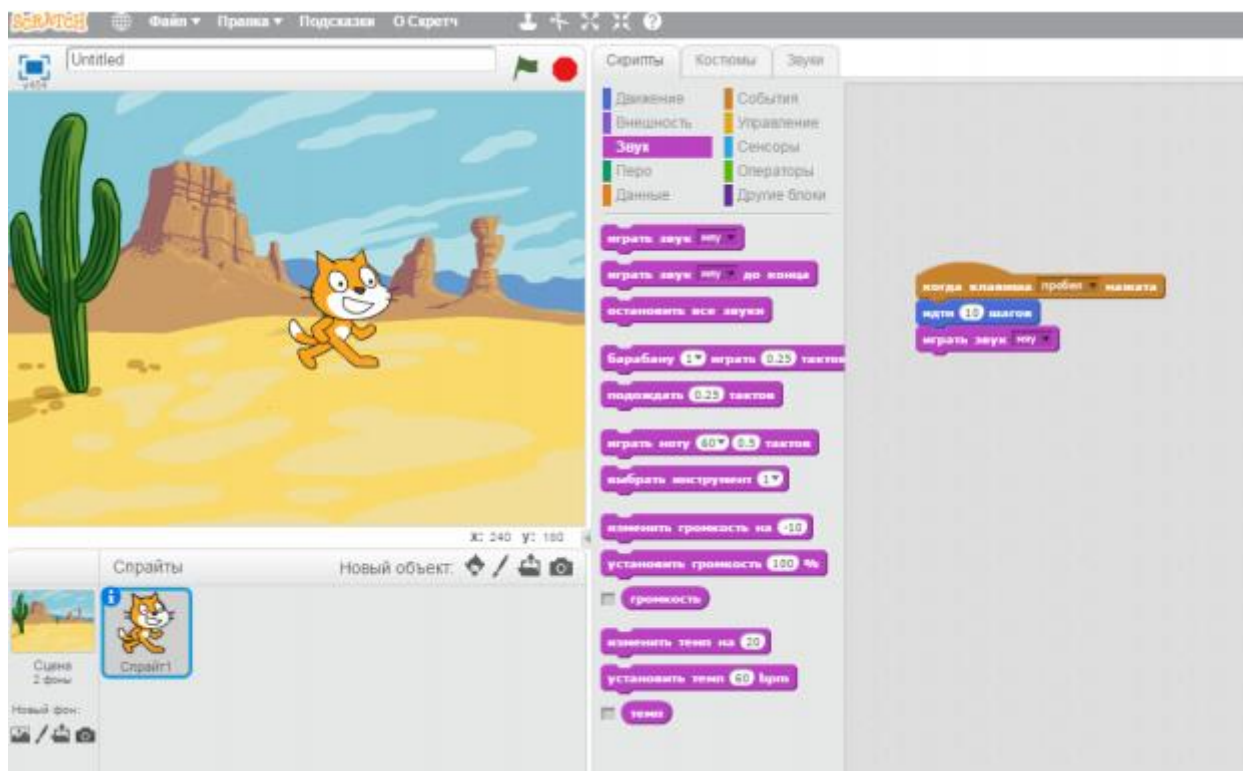 SCRATCH Файл Правка Подсказки О Скретч
Untitled
v454
Скрипты Костюмы Звуки
Движение События
Внешность Управление
Звук Сенсоры
Перо Операторы
Данные Другие блоки
играть звук мяу
играть звук мяу до конца
остановить все звуки
барабану 1 играть 0.25 тактов
подождать 0.25 тактов
играть ноту 60 0.5 тактов
выбрать инструмент 1
изменить громкость на -10
установить громкость 100 %
громкость
изменить темп на 20
установить темп 60 bpm
темп
когда клавиша пробел нажата
идти 10 шагов
играть звук мяу
x: 240 y: 180
Спрайты Новый объект:
Сцена
2 фоны
Новый фон:
Спрайт1